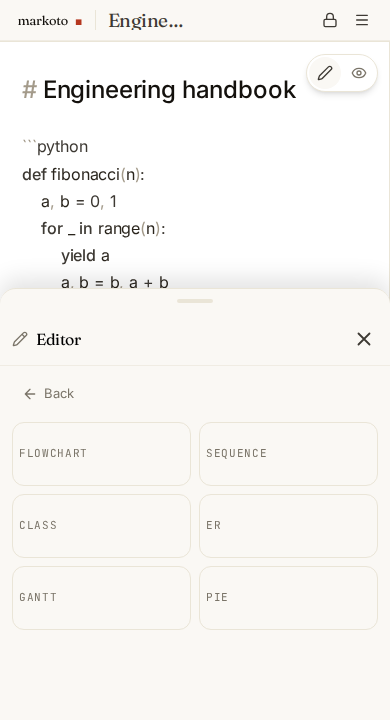 markoto
Engine...
# Engineering handbook
```python
def fibonacci(n):
    a, b = 0, 1
    for _ in range(n):
        yield a
        a, b = b, a + b
Editor
Back
FLOWCHART
SEQUENCE
CLASS
ER
GANTT
PIE